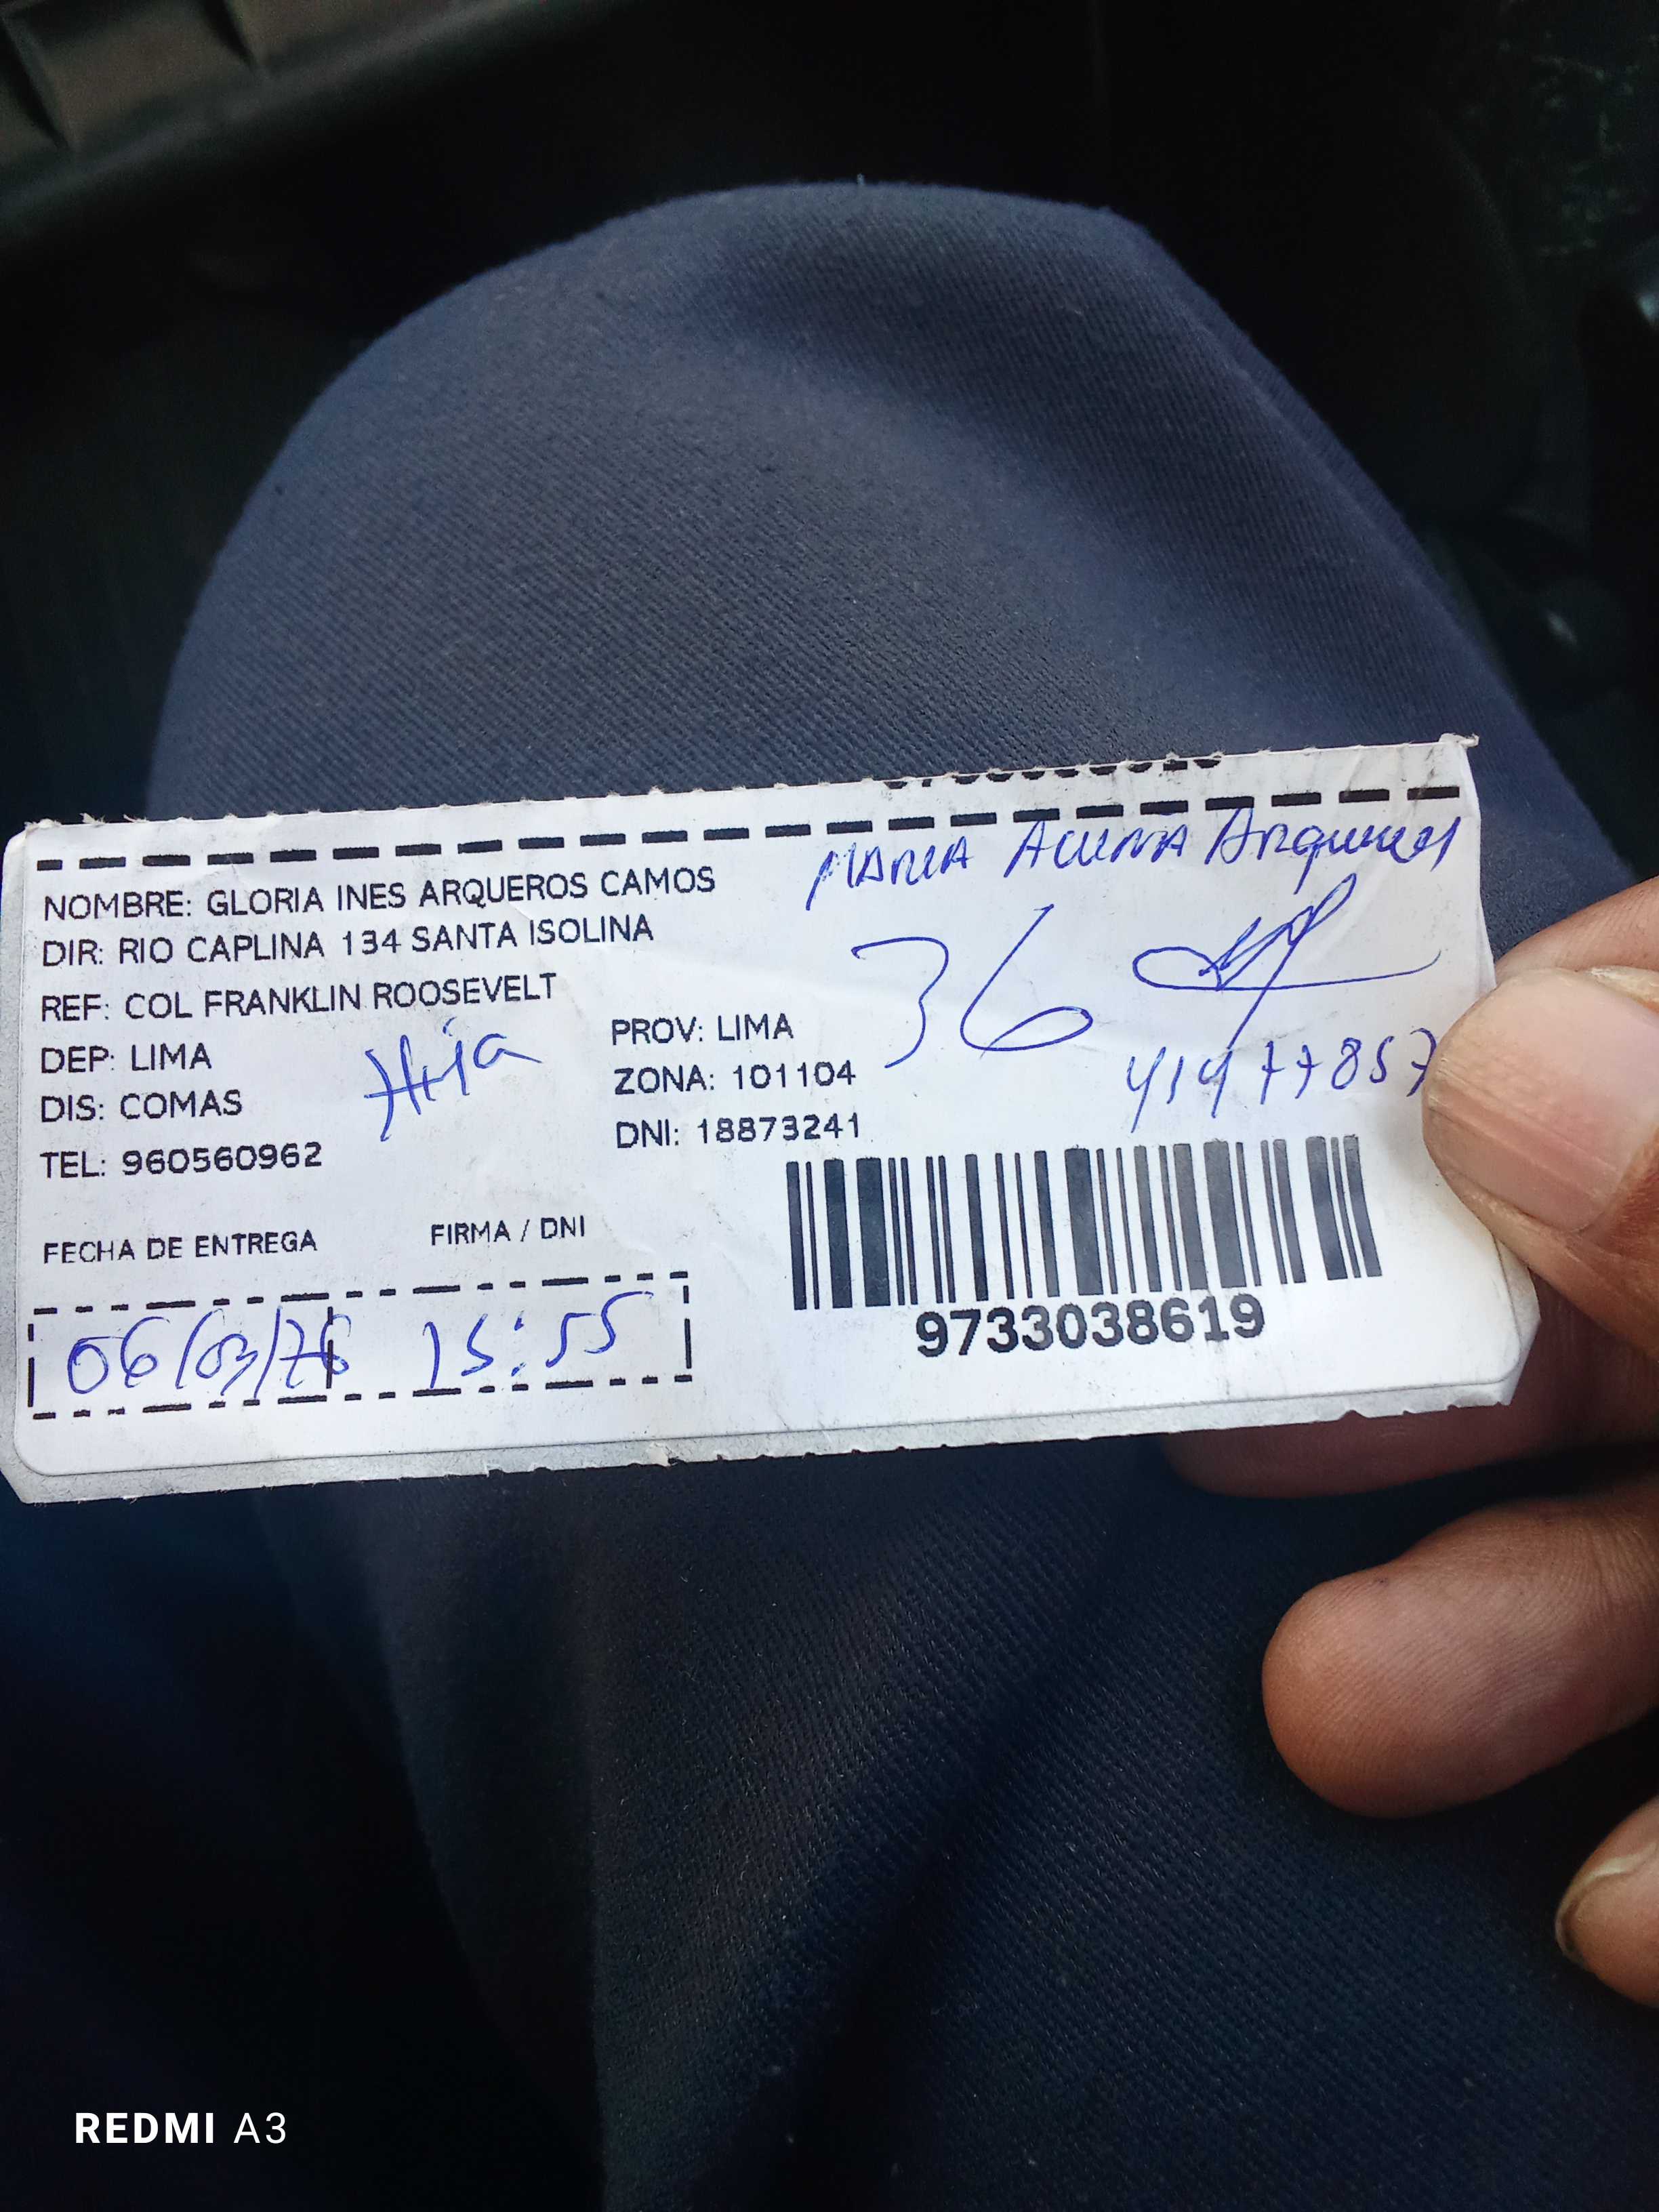 MARIA ACUÑA Arqueros
NOMBRE: GLORIA INES ARQUEROS CAMOS
DIR: RIO CAPLINA 134 SANTA ISOLINA
36
REF: COL FRANKLIN ROOSEVELT
DEP: LIMA
Hija
PROV: LIMA
DIS: COMAS
ZONA: 101104
41477857
TEL: 960560962
DNI: 18873241
FECHA DE ENTREGA
FIRMA / DNI
06/03/26 15:55
9733038619
REDMI A3